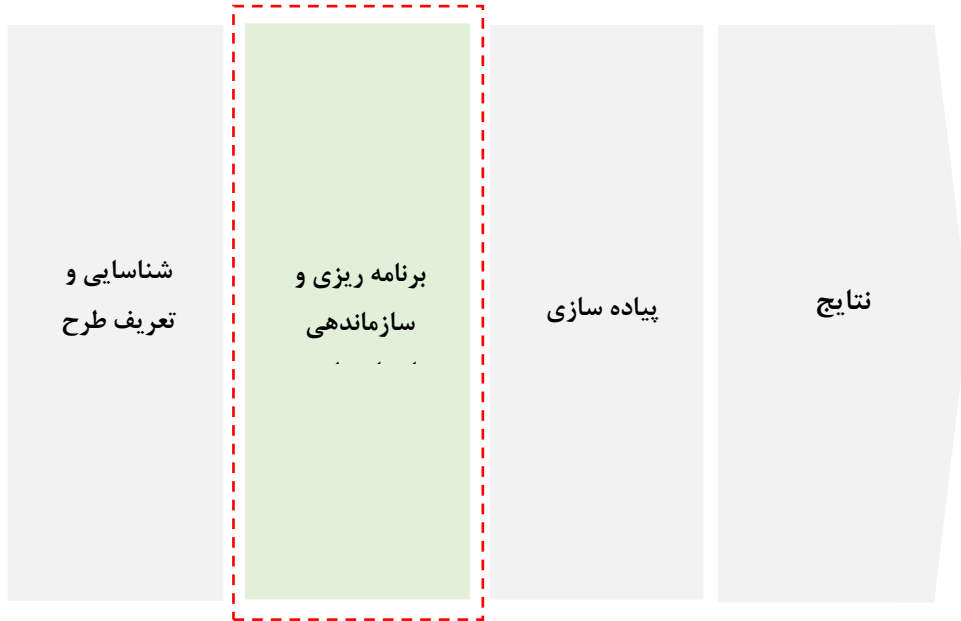 شناسایی و
تعریف طرح
برنامه ریزی و
سازماندهی
پیاده سازی
نتایج